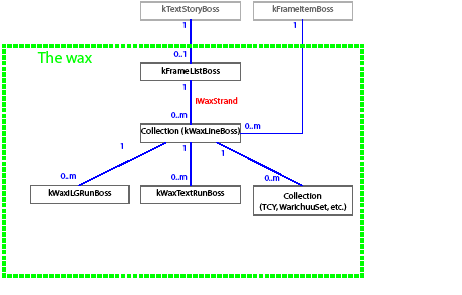 kTextStoryBoss
kFrameItemBoss
1
1
The wax
0..1
kFrameListBoss
1
IWaxStrand
0..m
Collection (kWaxLineBoss)
0..m
1
1
1
0..m
0..m
0..m
kWaxILGRunBoss
kWaxTextRunBoss
Collection
(TCY, WarichuuSet, etc.)